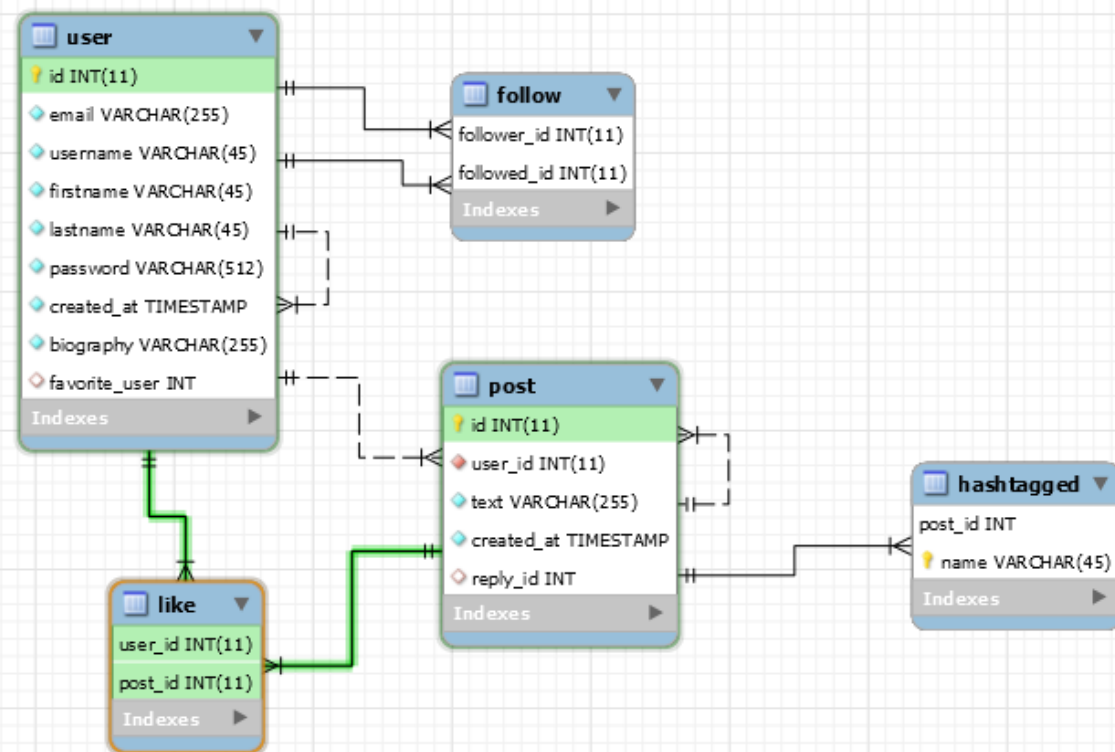 user
id INT(11)
email VARCHAR(255)
username VARCHAR(45)
firstname VARCHAR(45)
lastname VARCHAR(45)
password VARCHAR(512)
created_at TIMESTAMP
biography VARCHAR(255)
favorite_user INT
Indexes
follow
follower_id INT(11)
followed_id INT(11)
Indexes
post
id INT(11)
user_id INT(11)
text VARCHAR(255)
created_at TIMESTAMP
reply_id INT
Indexes
hashtagged
post_id INT
name VARCHAR(45)
Indexes
like
user_id INT(11)
post_id INT(11)
Indexes